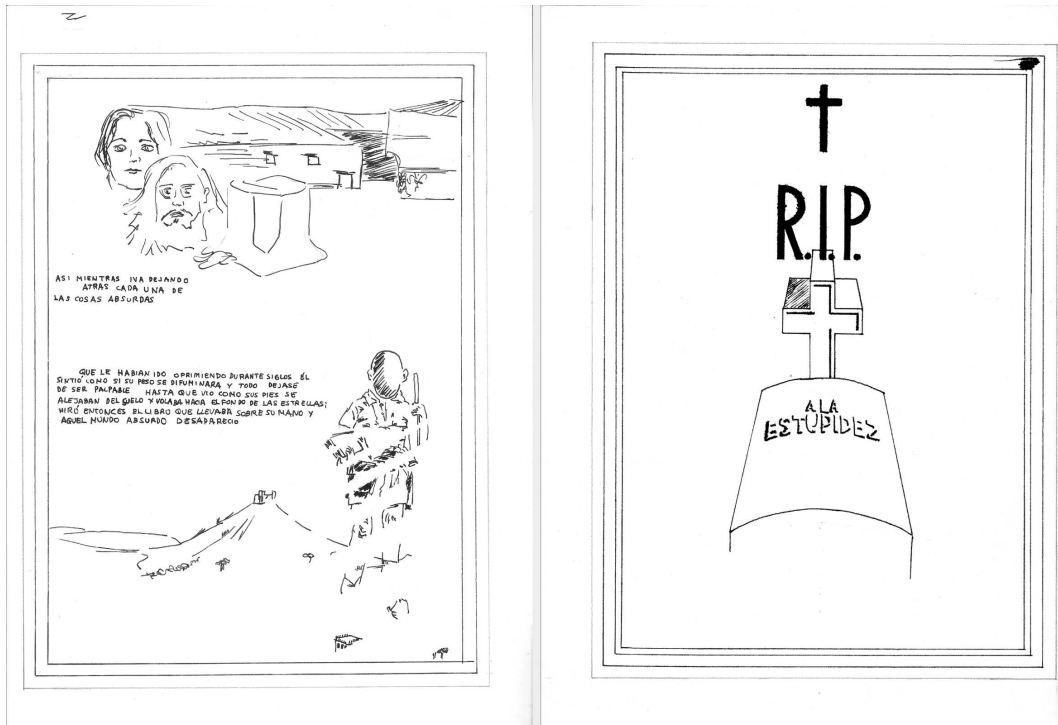 ASI MIENTRAS IVA DEJANDO
ATRAS CADA UNA DE
LAS COSAS ABSURDAS
QUE LE HABIAN IDO OPRIMIENDO DURANTE SIGLOS ÉL
SINTIÓ COMO SI SU PESO SE DIFUMINARA Y TODO DEJASE
DE SER PALPABLE HASTA QUE VIO COMO SUS PIES SE
ALEJABAN DEL SUELO Y VOLABA HACIA EL FONDO DE LAS ESTRELLAS;
MIRÓ ENTONCES EL LIBRO QUE LLEVABA SOBRE SU MANO Y
AQUEL MUNDO ABSURDO DESAPARECIO
R.I.P.
A LA
ESTUPIDEZ